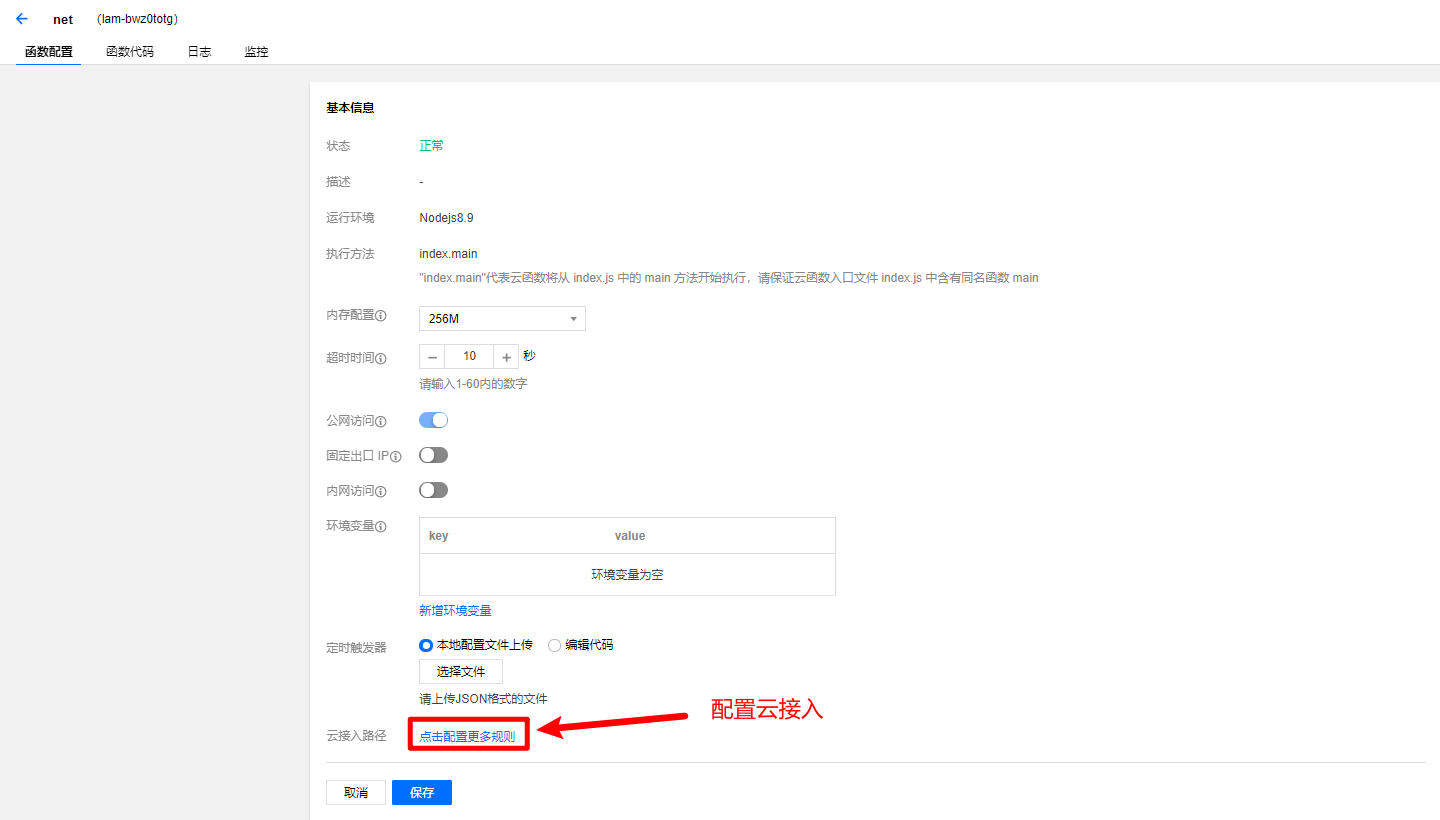 net （lam-bwz0totg）
函数配置 函数代码 日志 监控
基本信息
状态 正常
描述 -
运行环境 Nodejs8.9
执行方法 index.main
"index.main"代表云函数将从 index.js 中的 main 方法开始执行，请保证云函数入口文件 index.js 中含有同名函数 main
内存配置 256M
超时时间 10 秒
请输入1-60内的数字
公网访问
固定出口 IP
内网访问
环境变量 key value
环境变量为空
新增环境变量
定时触发器 本地配置文件上传 编辑代码
选择文件
请上传JSON格式的文件
配置云接入
云接入路径 点击配置更多规则
取消 保存